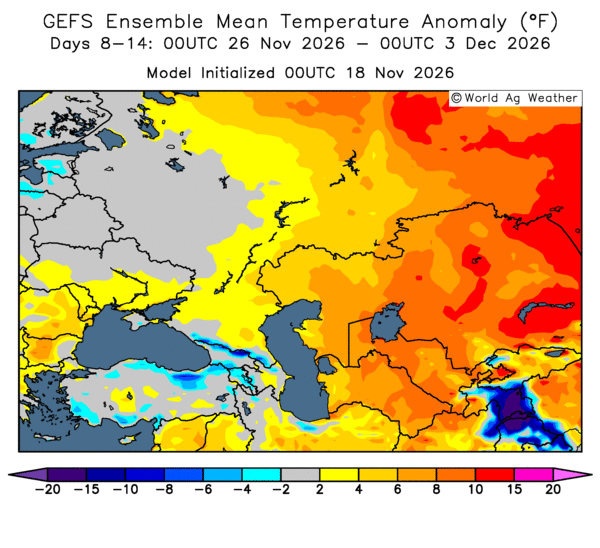 GEFS Ensemble Mean Temperature Anomaly (°F)
Days 8-14: 00UTC 26 Nov 2026 - 00UTC 3 Dec 2026
Model Initialized 00UTC 18 Nov 2026
© World Ag Weather
-20 -15 -10 -8 -6 -4 -2 2 4 6 8 10 15 20